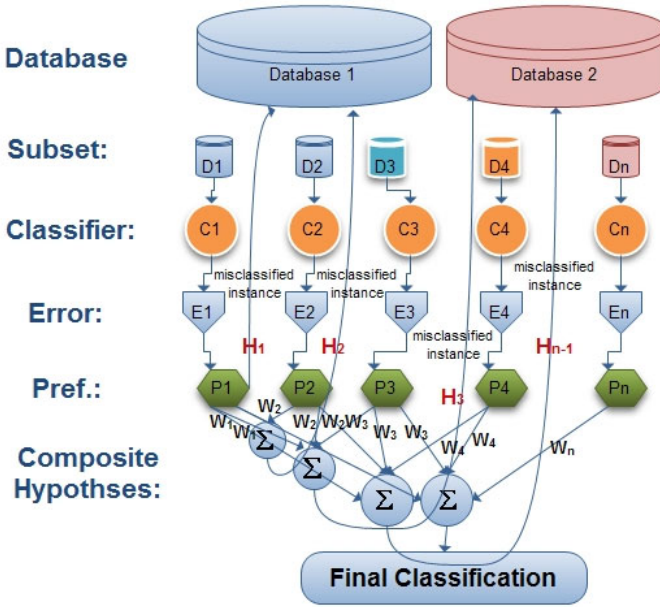 Database
Database 1
Database 2
Subset:
D1
D2
D3
D4
Dn
Classifier:
C1
C2
C3
C4
Cn
misclassified
instance
misclassified
instance
misclassified
instance
Error:
E1
E2
E3
E4
En
misclassified
instance
H1
H2
Hn-1
Pref.:
P1
P2
P3
P4
Pn
H3
W1
W1
W2
W2
W2
W3
W3
W3
W4
W4
Wn
Composite
Hypothses:
Σ
Σ
Σ
Σ
Final Classification